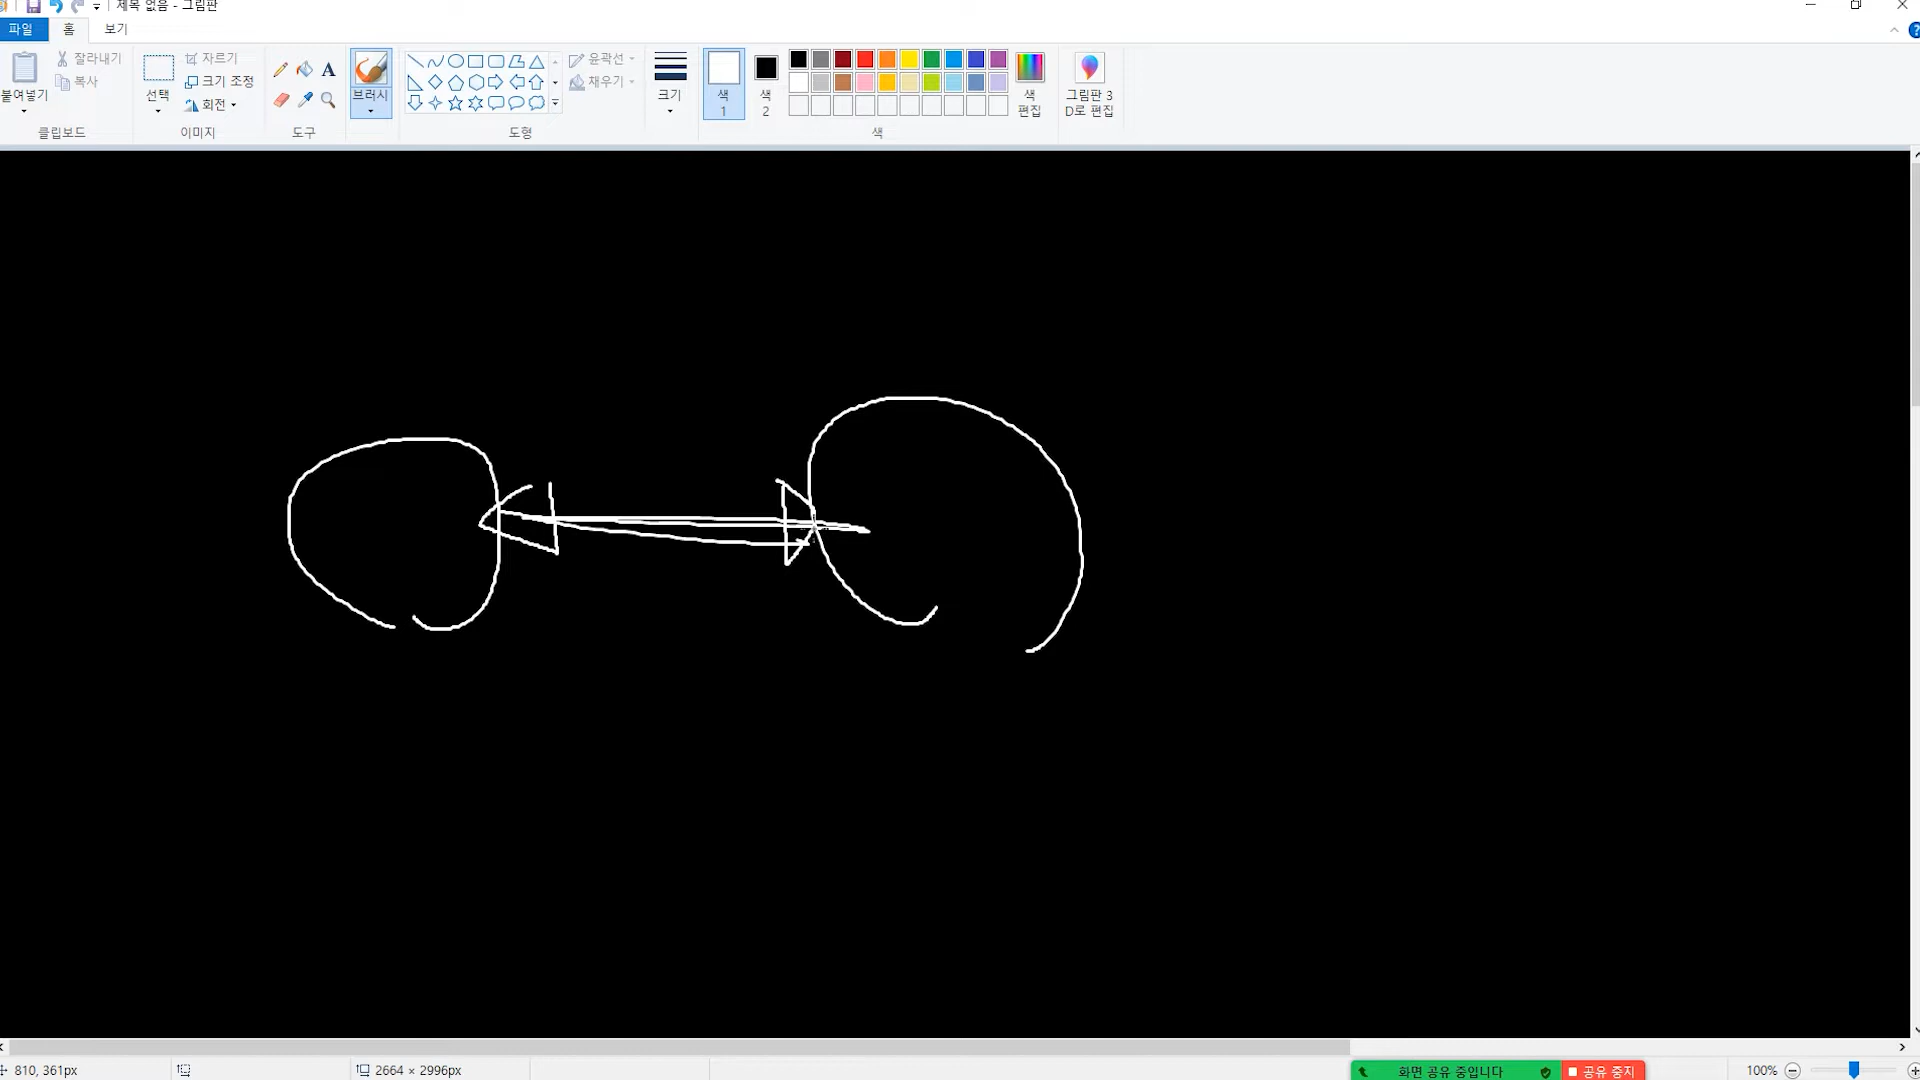 제목 없음 - 그림판
파일 홈 보기
붙여넣기
잘라내기
복사
클립보드
선택
자르기
크기 조정
회전
이미지
A
도구
브러시
윤곽선
채우기
도형
크기
색
1
색
2
색
편집
색
그림판 3
D로 편집
810, 361px
2664 × 2996px
화면 공유 중입니다
공유 중지
100%